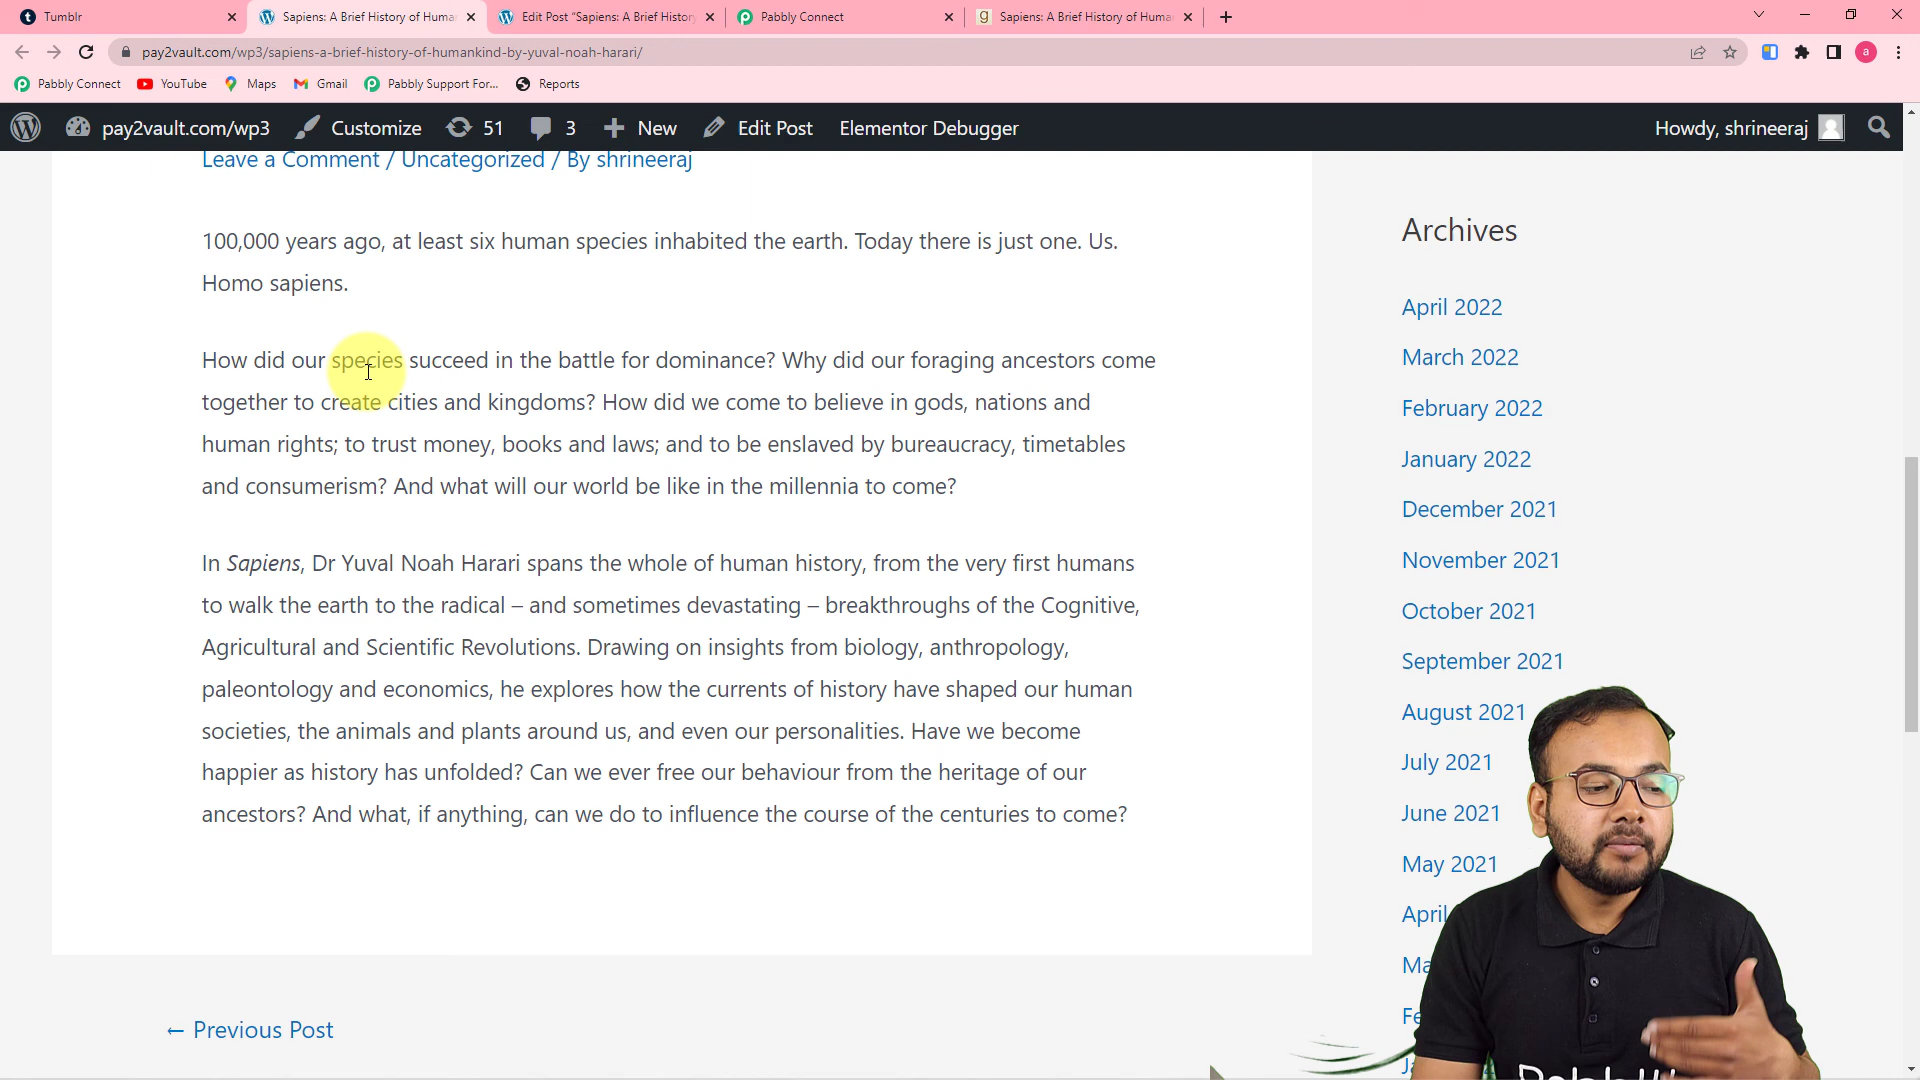 Tumblr
Sapiens: A Brief History of Huma
Edit Post "Sapiens: A Brief Histor
Pabbly Connect
Sapiens: A Brief History of Huma
pay2vault.com/wp3/sapiens-a-brief-history-of-humankind-by-yuval-noah-harari/
a
Pabbly Connect
YouTube
Maps
Gmail
Pabbly Support For...
Reports
pay2vault.com/wp3
Customize
51
3
New
Edit Post
Elementor Debugger
Howdy, shrineeraj
Leave a Comment / Uncategorized / By shrineeraj
100,000 years ago, at least six human species inhabited the earth. Today there is just one. Us.
Homo sapiens.
How did our species succeed in the battle for dominance? Why did our foraging ancestors come
together to create cities and kingdoms? How did we come to believe in gods, nations and
human rights; to trust money, books and laws; and to be enslaved by bureaucracy, timetables
and consumerism? And what will our world be like in the millennia to come?
In Sapiens, Dr Yuval Noah Harari spans the whole of human history, from the very first humans
to walk the earth to the radical – and sometimes devastating – breakthroughs of the Cognitive,
Agricultural and Scientific Revolutions. Drawing on insights from biology, anthropology,
paleontology and economics, he explores how the currents of history have shaped our human
societies, the animals and plants around us, and even our personalities. Have we become
happier as history has unfolded? Can we ever free our behaviour from the heritage of our
ancestors? And what, if anything, can we do to influence the course of the centuries to come?
← Previous Post
Archives
April 2022
March 2022
February 2022
January 2022
December 2021
November 2021
October 2021
September 2021
August 2021
July 2021
June 2021
May 2021
April